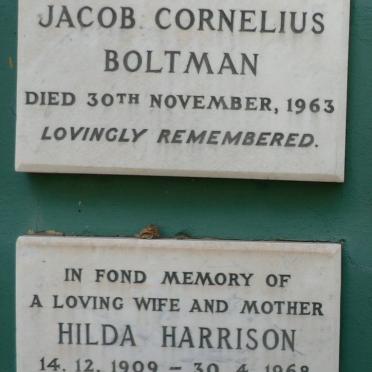 JACOB CORNELIUS
BOLTMAN
DIED 30TH NOVEMBER, 1963
LOVINGLY REMEMBERED.
IN FOND MEMORY OF
A LOVING WIFE AND MOTHER
HILDA HARRISON
14. 12. 1909 – 30. 4. 1968